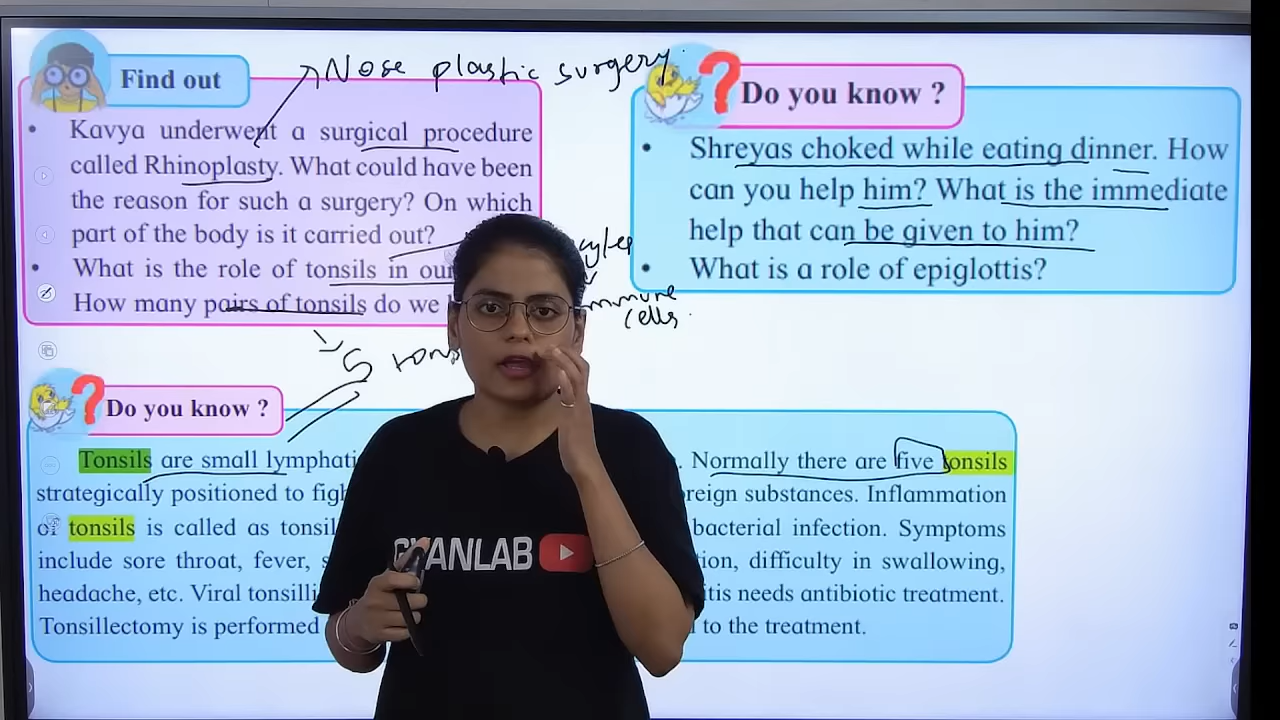 Find out
Nose plastic surgery
• Kavya underwent a surgical procedure
called Rhinoplasty. What could have been
the reason for such a surgery? On which
part of the body is it carried out?
• What is the role of tonsils in our
How many pairs of tonsils do we
immune
cells.
5 tons
Do you know ?
• Shreyas choked while eating dinner. How
can you help him? What is the immediate
help that can be given to him?
• What is a role of epiglottis?
Do you know ?
Tonsils are small lymphati . Normally there are five tonsils
strategically positioned to figh reign substances. Inflammation
of tonsils is called as tonsil bacterial infection. Symptoms
include sore throat, fever, s ion, difficulty in swallowing,
headache, etc. Viral tonsilli itis needs antibiotic treatment.
Tonsillectomy is performed to the treatment.
GYANLAB